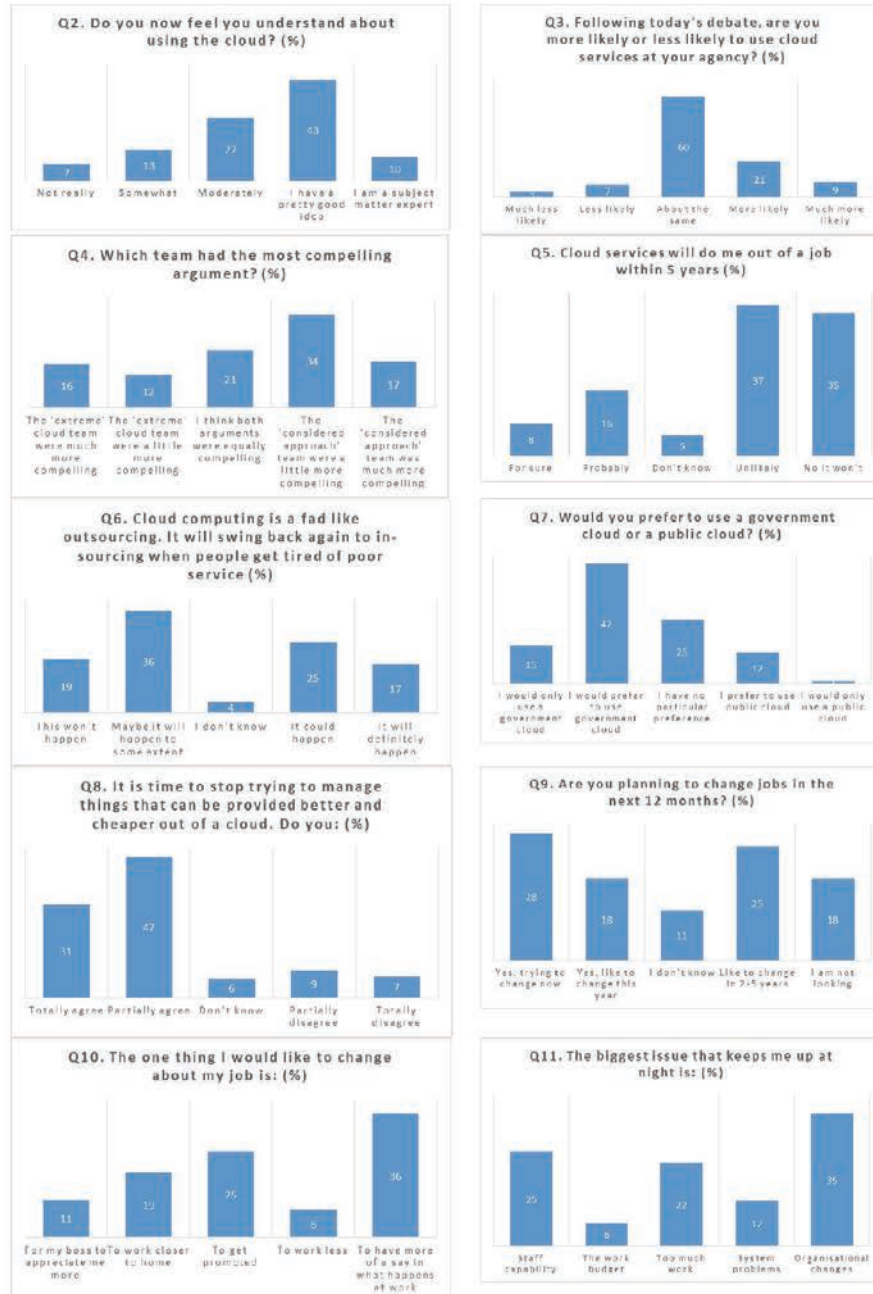 Q2. Do you now feel you understand about
using the cloud? (%)
7
13
27
43
10
Not really
Somewhat
Moderately
I have a
pretty good
idea
I am a subject
matter expert
Q3. Following today's debate, are you
more likely or less likely to use cloud
services at your agency? (%)
7
60
21
9
Much less
likely
Less likely
About the
same
More likely
Much more
likely
Q4. Which team had the most compelling
argument? (%)
16
12
21
34
17
The 'extreme'
cloud team
were much
more
compelling
The 'extreme'
cloud team
were a little
more
compelling
I think both
arguments
were equally
compelling
The
'considered
approach'
team were a
little more
compelling
The
'considered
approach'
team was
much more
compelling
Q5. Cloud services will do me out of a job
within 5 years (%)
8
16
5
37
35
For sure
Probably
Don't know
Unlikely
No it won't
Q6. Cloud computing is a fad like
outsourcing. It will swing back again to in-
sourcing when people get tired of poor
service (%)
19
36
4
25
17
This won't
happen
Maybe it will
happen to
some extent
I don't know
It could
happen
It will
definitely
happen
Q7. Would you prefer to use a government
cloud or a public cloud? (%)
15
47
25
12
I would only
use a
government
cloud
I would prefer
to use
government
cloud
I have no
particular
preference
I prefer to use
public cloud
I would only
use a public
cloud
Q8. It is time to stop trying to manage
things that can be provided better and
cheaper out of a cloud. Do you: (%)
31
47
6
9
7
Totally agree
Partially agree
Don't know
Partially
disagree
Totally
disagree
Q9. Are you planning to change jobs in the
next 12 months? (%)
28
18
11
25
18
Yes, trying to
change now
Yes, like to
change this
year
I don't know
Like to change
in 2-5 years
I am not
looking
Q10. The one thing I would like to change
about my job is: (%)
11
19
25
8
36
For my boss to
appreciate me
more
To work closer
to home
To get
promoted
To work less
To have more
of a say in
what happens
at work
Q11. The biggest issue that keeps me up at
night is: (%)
25
6
22
12
35
Staff
capability
The work
budget
Too much
work
System
problems
Organisational
changes